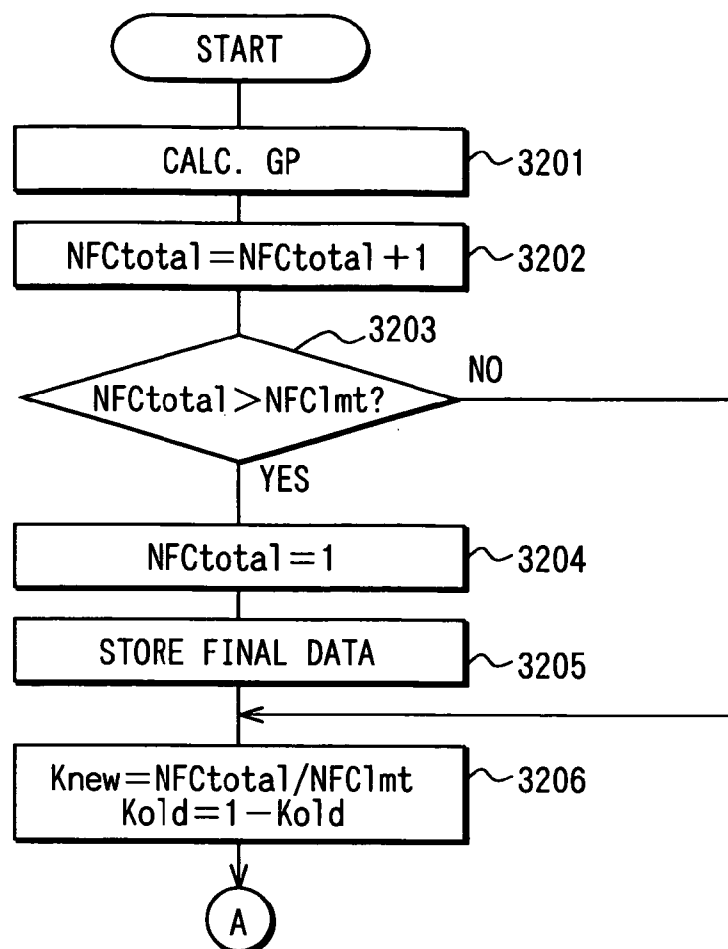 START
CALC. GP
3201
NFCtotal=NFCtotal+1
3202
3203
NFCtotal>NFClmt?
NO
YES
NFCtotal=1
3204
STORE FINAL DATA
3205
Knew=NFCtotal/NFClmt
Kold=1-Kold
3206
A